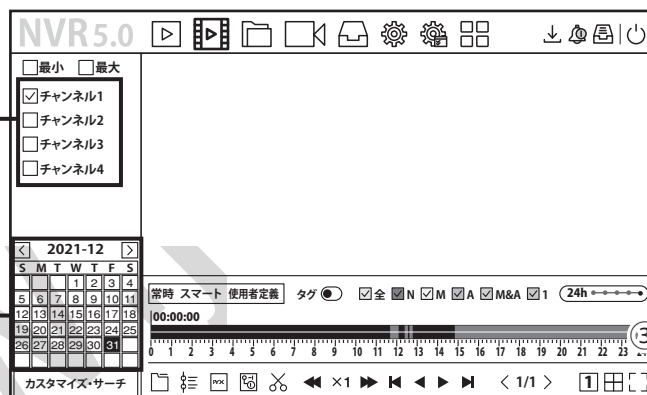 NVR 5.0
最小 最大
チャンネル1
チャンネル2
チャンネル3
チャンネル4
< 2021-12 >
S M T W T F S
1 2 3 4
5 6 7 8 9 10 11
12 13 14 15 16 17 18
19 20 21 22 23 24 25
26 27 28 29 30 31
カスタマイズ・サーチ
常時 スマート 使用者定義 タグ 全 N M A M&A 1 24h
00:00:00
3
0 1 2 3 4 5 6 7 8 9 10 11 12 13 14 15 16 17 18 19 20 21 22 23
×1 < 1/1 > 1